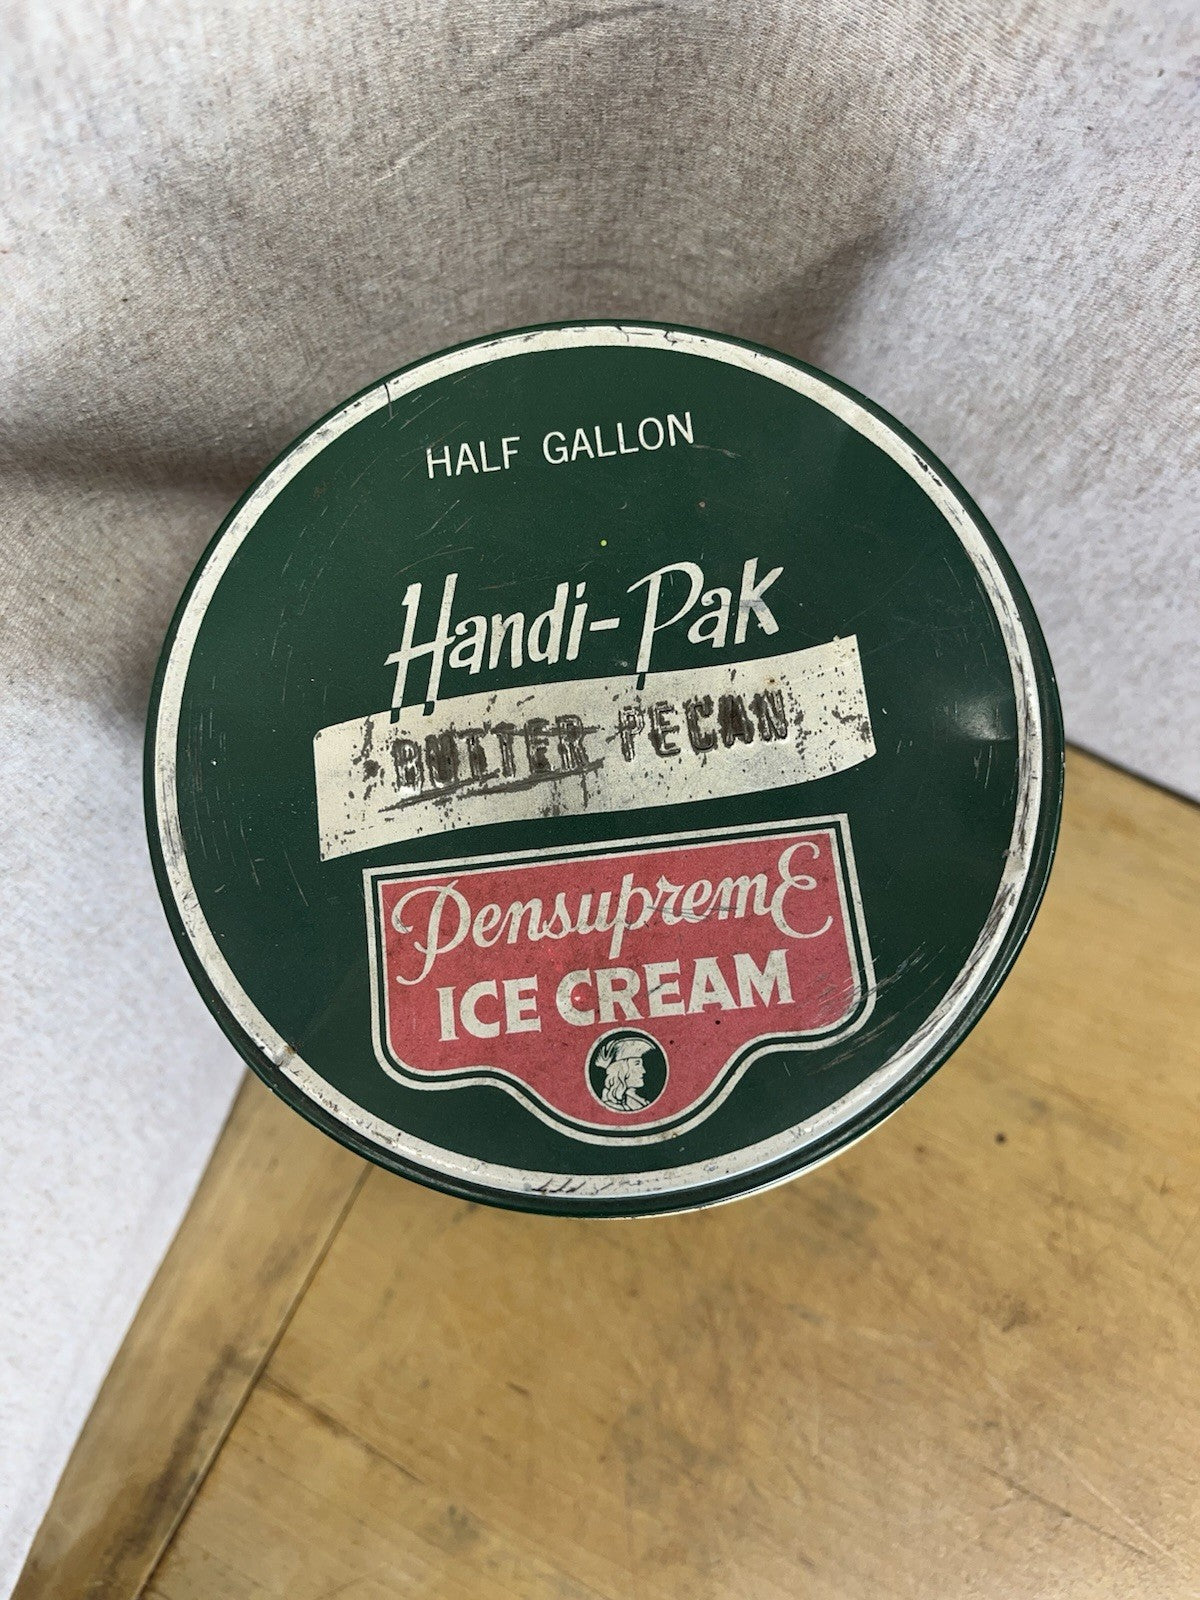 HALF GALLON
Handi-Pak
BUTTER PECAN
PensupremE
ICE CREAM